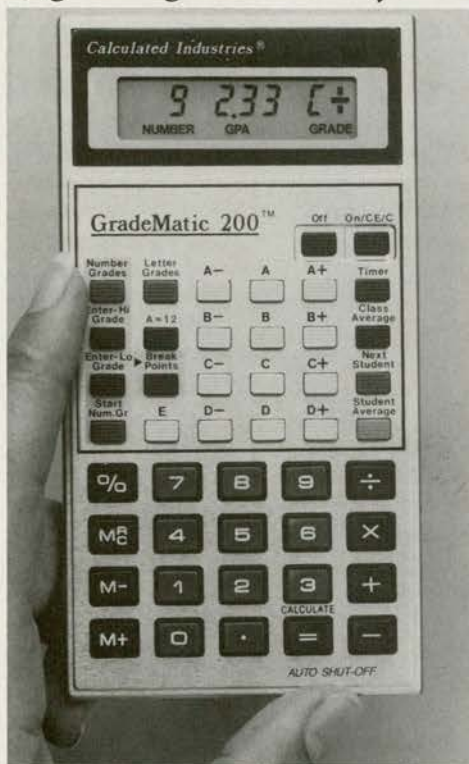 Calculated Industries®
9 2.33 C+
NUMBER GPA GRADE
GradeMatic 200™
Off On/CE/C
Number Grades Letter Grades A- A A+ Timer
Enter-Hi Grade A=12 B- B B+ Class Average
Enter-Lo Grade Break Points C- C C+ Next Student
Start Num.Gr E D- D D+ Student Average
% 7 8 9 ÷
MRC 4 5 6 ×
M- 1 2 3 +
CALCULATE
M+ 0 . = −
AUTO SHUT-OFF